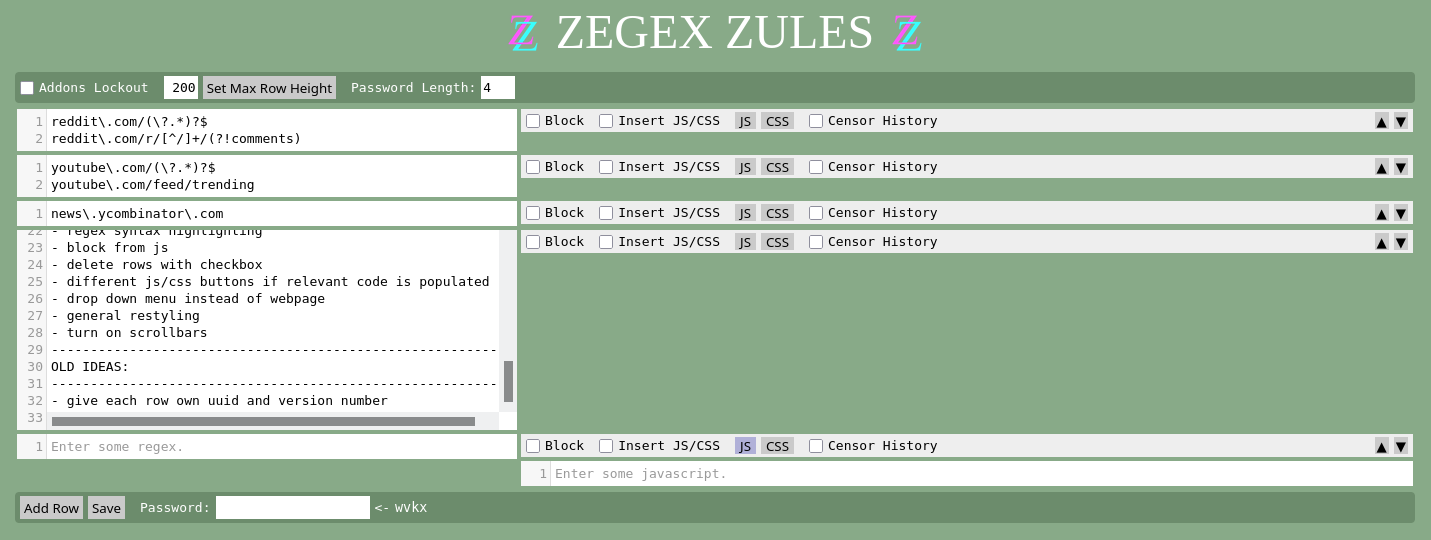 Z ZEGEX ZULES Z
Addons Lockout 200 Set Max Row Height Password Length: 4
1 reddit\.com/(\?.*)?$
2 reddit\.com/r/[^/]+/(?!comments)
Block Insert JS/CSS JS CSS Censor History ▲ ▼
1 youtube\.com/(\?.*)?$
2 youtube\.com/feed/trending
Block Insert JS/CSS JS CSS Censor History ▲ ▼
1 news\.ycombinator\.com
Block Insert JS/CSS JS CSS Censor History ▲ ▼
22 - regex syntax highlighting
23 - block from js
24 - delete rows with checkbox
25 - different js/css buttons if relevant code is populated
26 - drop down menu instead of webpage
27 - general restyling
28 - turn on scrollbars
29 ---------------------------------------------------------
30 OLD IDEAS:
31 ---------------------------------------------------------
32 - give each row own uuid and version number
33
Block Insert JS/CSS JS CSS Censor History ▲ ▼
1 Enter some regex.
Block Insert JS/CSS JS CSS Censor History ▲ ▼
1 Enter some javascript.
Add Row Save Password: <- wvkx